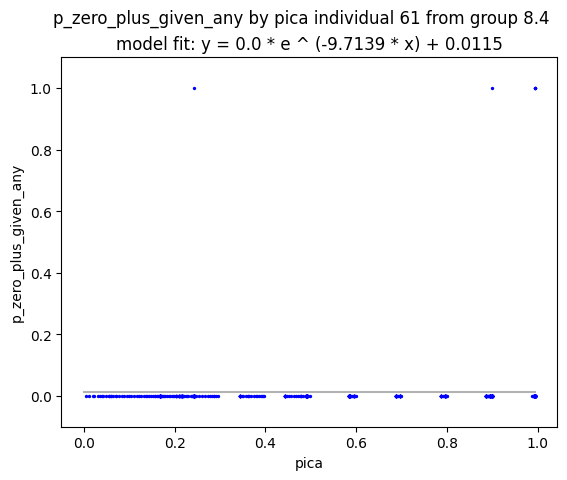 p_zero_plus_given_any by pica individual 61 from group 8.4
model fit: y = 0.0 * e ^ (-9.7139 * x) + 0.0115
1.0
0.8
0.6
0.4
0.2
0.0
p_zero_plus_given_any
0.0 0.2 0.4 0.6 0.8 1.0
pica